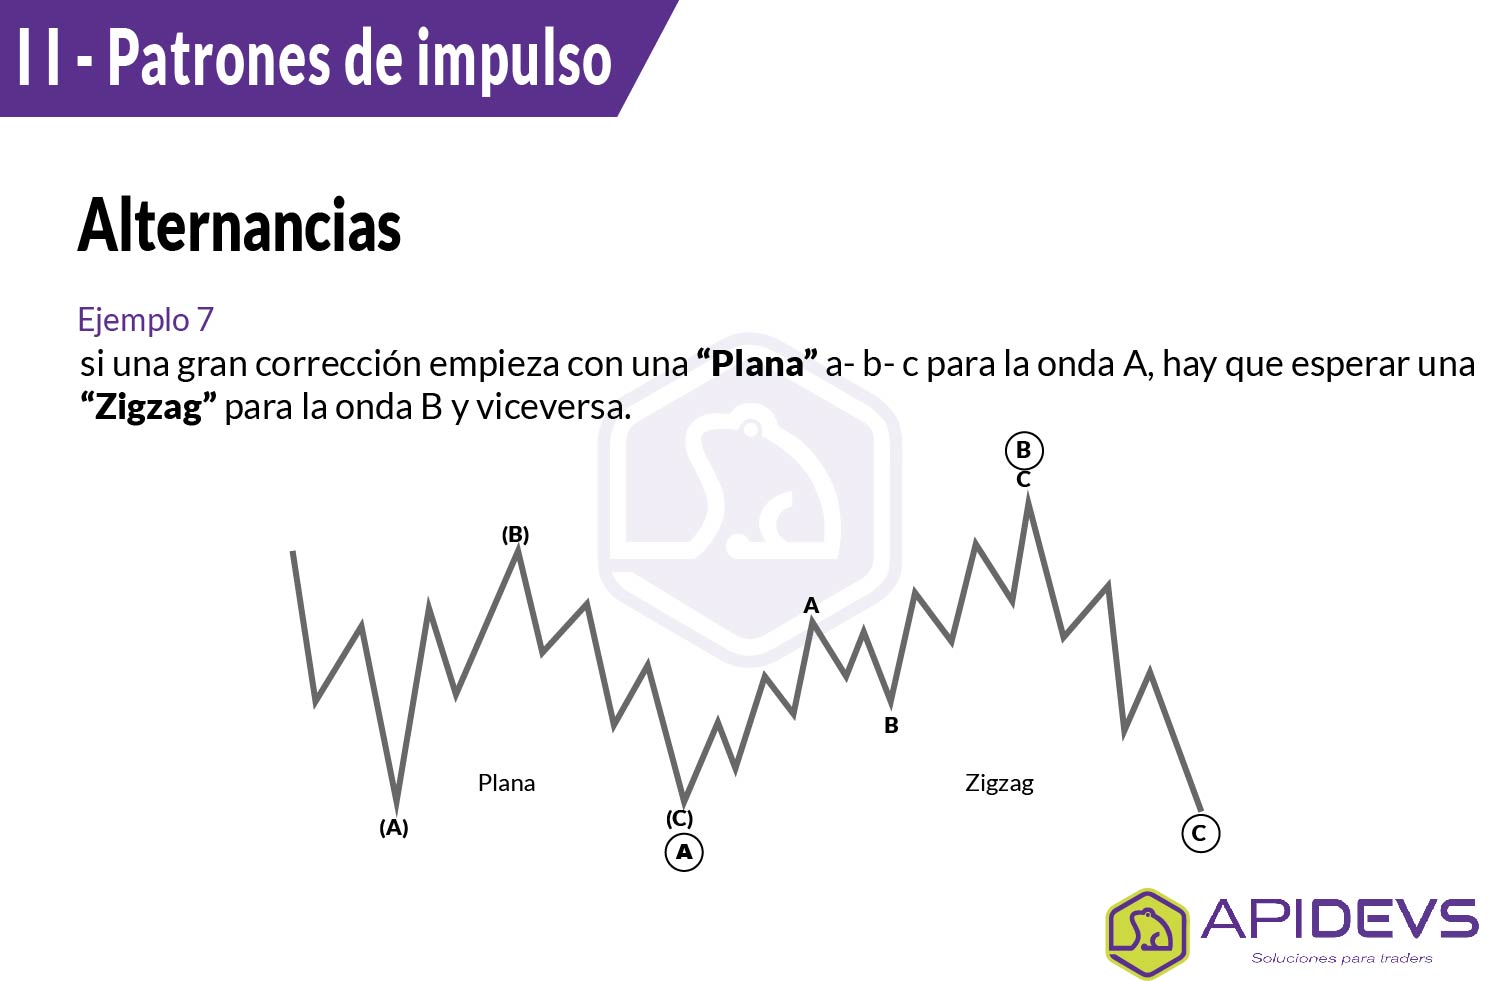 I I - Patrones de impulso
Alternancias
Ejemplo 7
si una gran corrección empieza con una “Plana” a- b- c para la onda A, hay que esperar una
“Zigzag” para la onda B y viceversa.
B
C
(B)
A
B
Plana
Zigzag
(A)
(C)
A
C
APIDEVS
Soluciones para traders